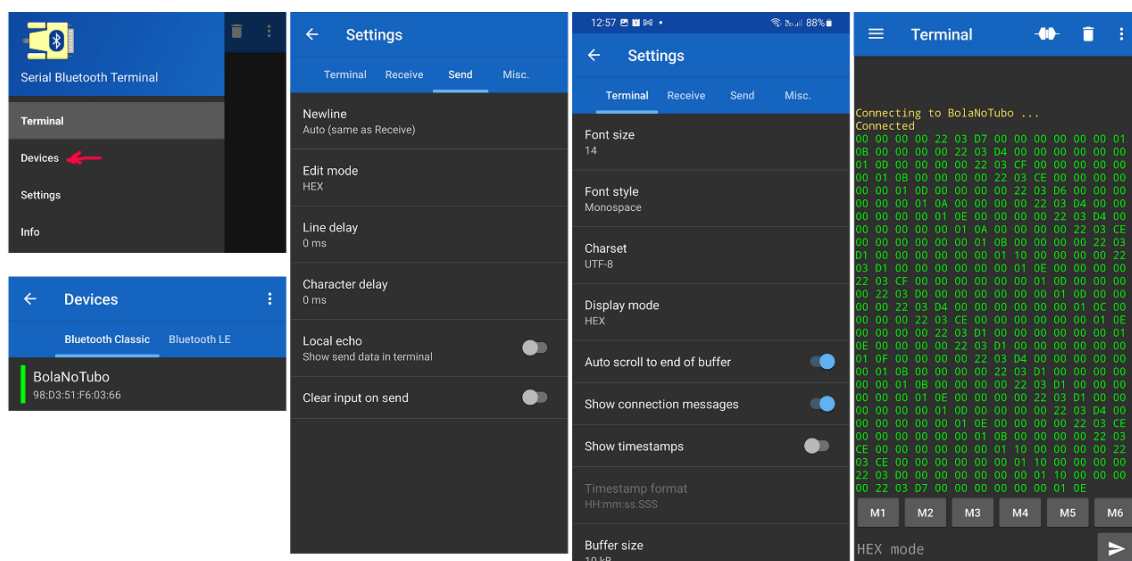 Serial Bluetooth Terminal
Terminal
Devices
Settings
Info
Devices
Bluetooth Classic Bluetooth LE
BolaNoTubo
98:D3:51:F6:03:66
Settings
Terminal Receive Send Misc.
Newline
Auto (same as Receive)
Edit mode
HEX
Line delay
0 ms
Character delay
0 ms
Local echo
Show send data in terminal
Clear input on send
12:57 88%
Settings
Terminal Receive Send Misc.
Font size
14
Font style
Monospace
Charset
UTF-8
Display mode
HEX
Auto scroll to end of buffer
Show connection messages
Show timestamps
Timestamp format
HH:mm:ss.SSS
Buffer size
10 kB
Terminal
Connecting to BolaNoTubo ...
Connected
00 00 00 00 22 03 D7 00 00 00 00 00 00 01
0B 00 00 00 00 22 03 D4 00 00 00 00 00 00
01 0D 00 00 00 00 22 03 CF 00 00 00 00 00
00 01 0B 00 00 00 00 22 03 CE 00 00 00 00
00 00 01 0D 00 00 00 00 22 03 D6 00 00 00
00 00 00 01 0A 00 00 00 00 22 03 D4 00 00
00 00 00 00 01 0E 00 00 00 00 22 03 D4 00
00 00 00 00 00 01 0A 00 00 00 00 22 03 CE
00 00 00 00 00 00 01 0B 00 00 00 00 22 03
D1 00 00 00 00 00 00 01 10 00 00 00 00 22
03 D1 00 00 00 00 00 00 01 0E 00 00 00 00
22 03 CF 00 00 00 00 00 00 01 0D 00 00 00
00 22 03 D0 00 00 00 00 00 00 01 0D 00 00
00 00 22 03 D4 00 00 00 00 00 00 01 0C 00
00 00 00 22 03 CE 00 00 00 00 00 00 01 0E
00 00 00 00 22 03 D1 00 00 00 00 00 00 01
0E 00 00 00 00 22 03 D1 00 00 00 00 00 00
01 0F 00 00 00 00 22 03 D4 00 00 00 00 00
00 01 0B 00 00 00 00 22 03 D1 00 00 00 00
00 00 01 0B 00 00 00 00 22 03 D1 00 00 00
00 00 00 01 0E 00 00 00 00 22 03 D1 00 00
00 00 00 00 01 0D 00 00 00 00 22 03 D4 00
00 00 00 00 00 01 0E 00 00 00 00 22 03 CE
00 00 00 00 00 00 01 0B 00 00 00 00 22 03
CE 00 00 00 00 00 00 01 10 00 00 00 00 22
03 CE 00 00 00 00 00 00 01 10 00 00 00 00
22 03 D0 00 00 00 00 00 00 01 10 00 00 00
00 22 03 D7 00 00 00 00 00 00 01 0E
M1 M2 M3 M4 M5 M6
HEX mode